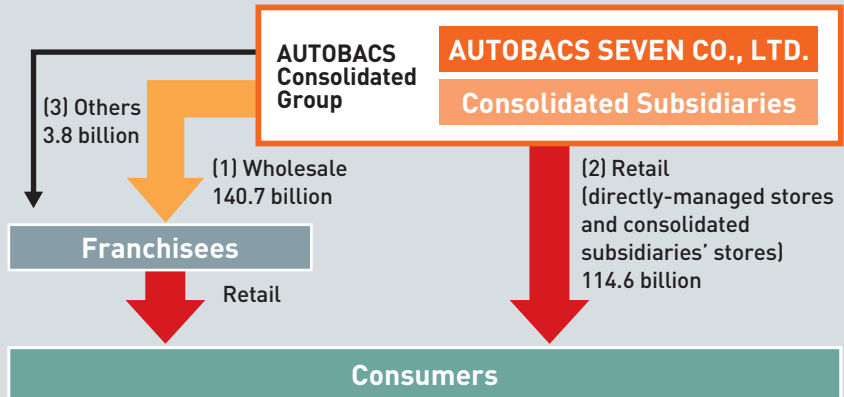 AUTOBACS
Consolidated
Group
AUTOBACS SEVEN CO., LTD.
Consolidated Subsidiaries
(3) Others
3.8 billion
(1) Wholesale
140.7 billion
(2) Retail
(directly-managed stores
and consolidated
subsidiaries’ stores)
114.6 billion
Franchisees
Retail
Consumers